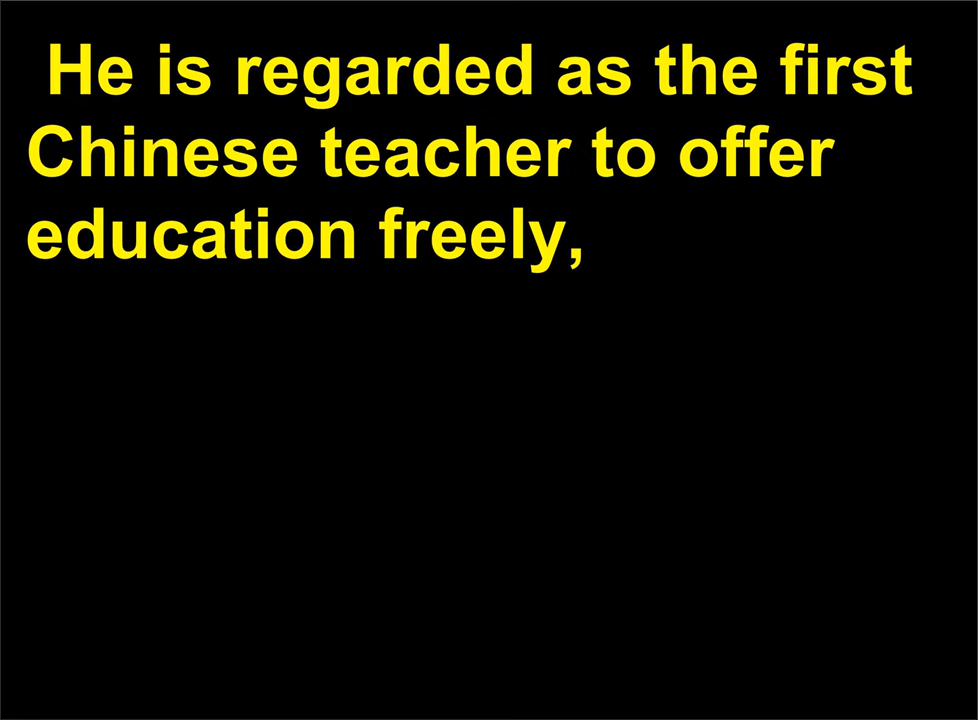 He is regarded as the first
Chinese teacher to offer
education freely,